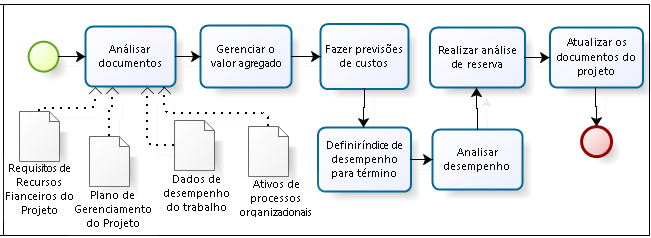 Análisar
documentos
Gerenciar o
valor agregado
Fazer previsões
de custos
Realizar análise
de reserva
Atualizar os
documentos do
projeto
Definiríndice de
desempenho
para término
Analisar
desempenho
Requisitos de
Recursos
Fianceiros do
Projeto
Plano de
Gerenciamento
do Projeto
Dados de
desempenho
do trabalho
Ativos de
processos
organizacionais